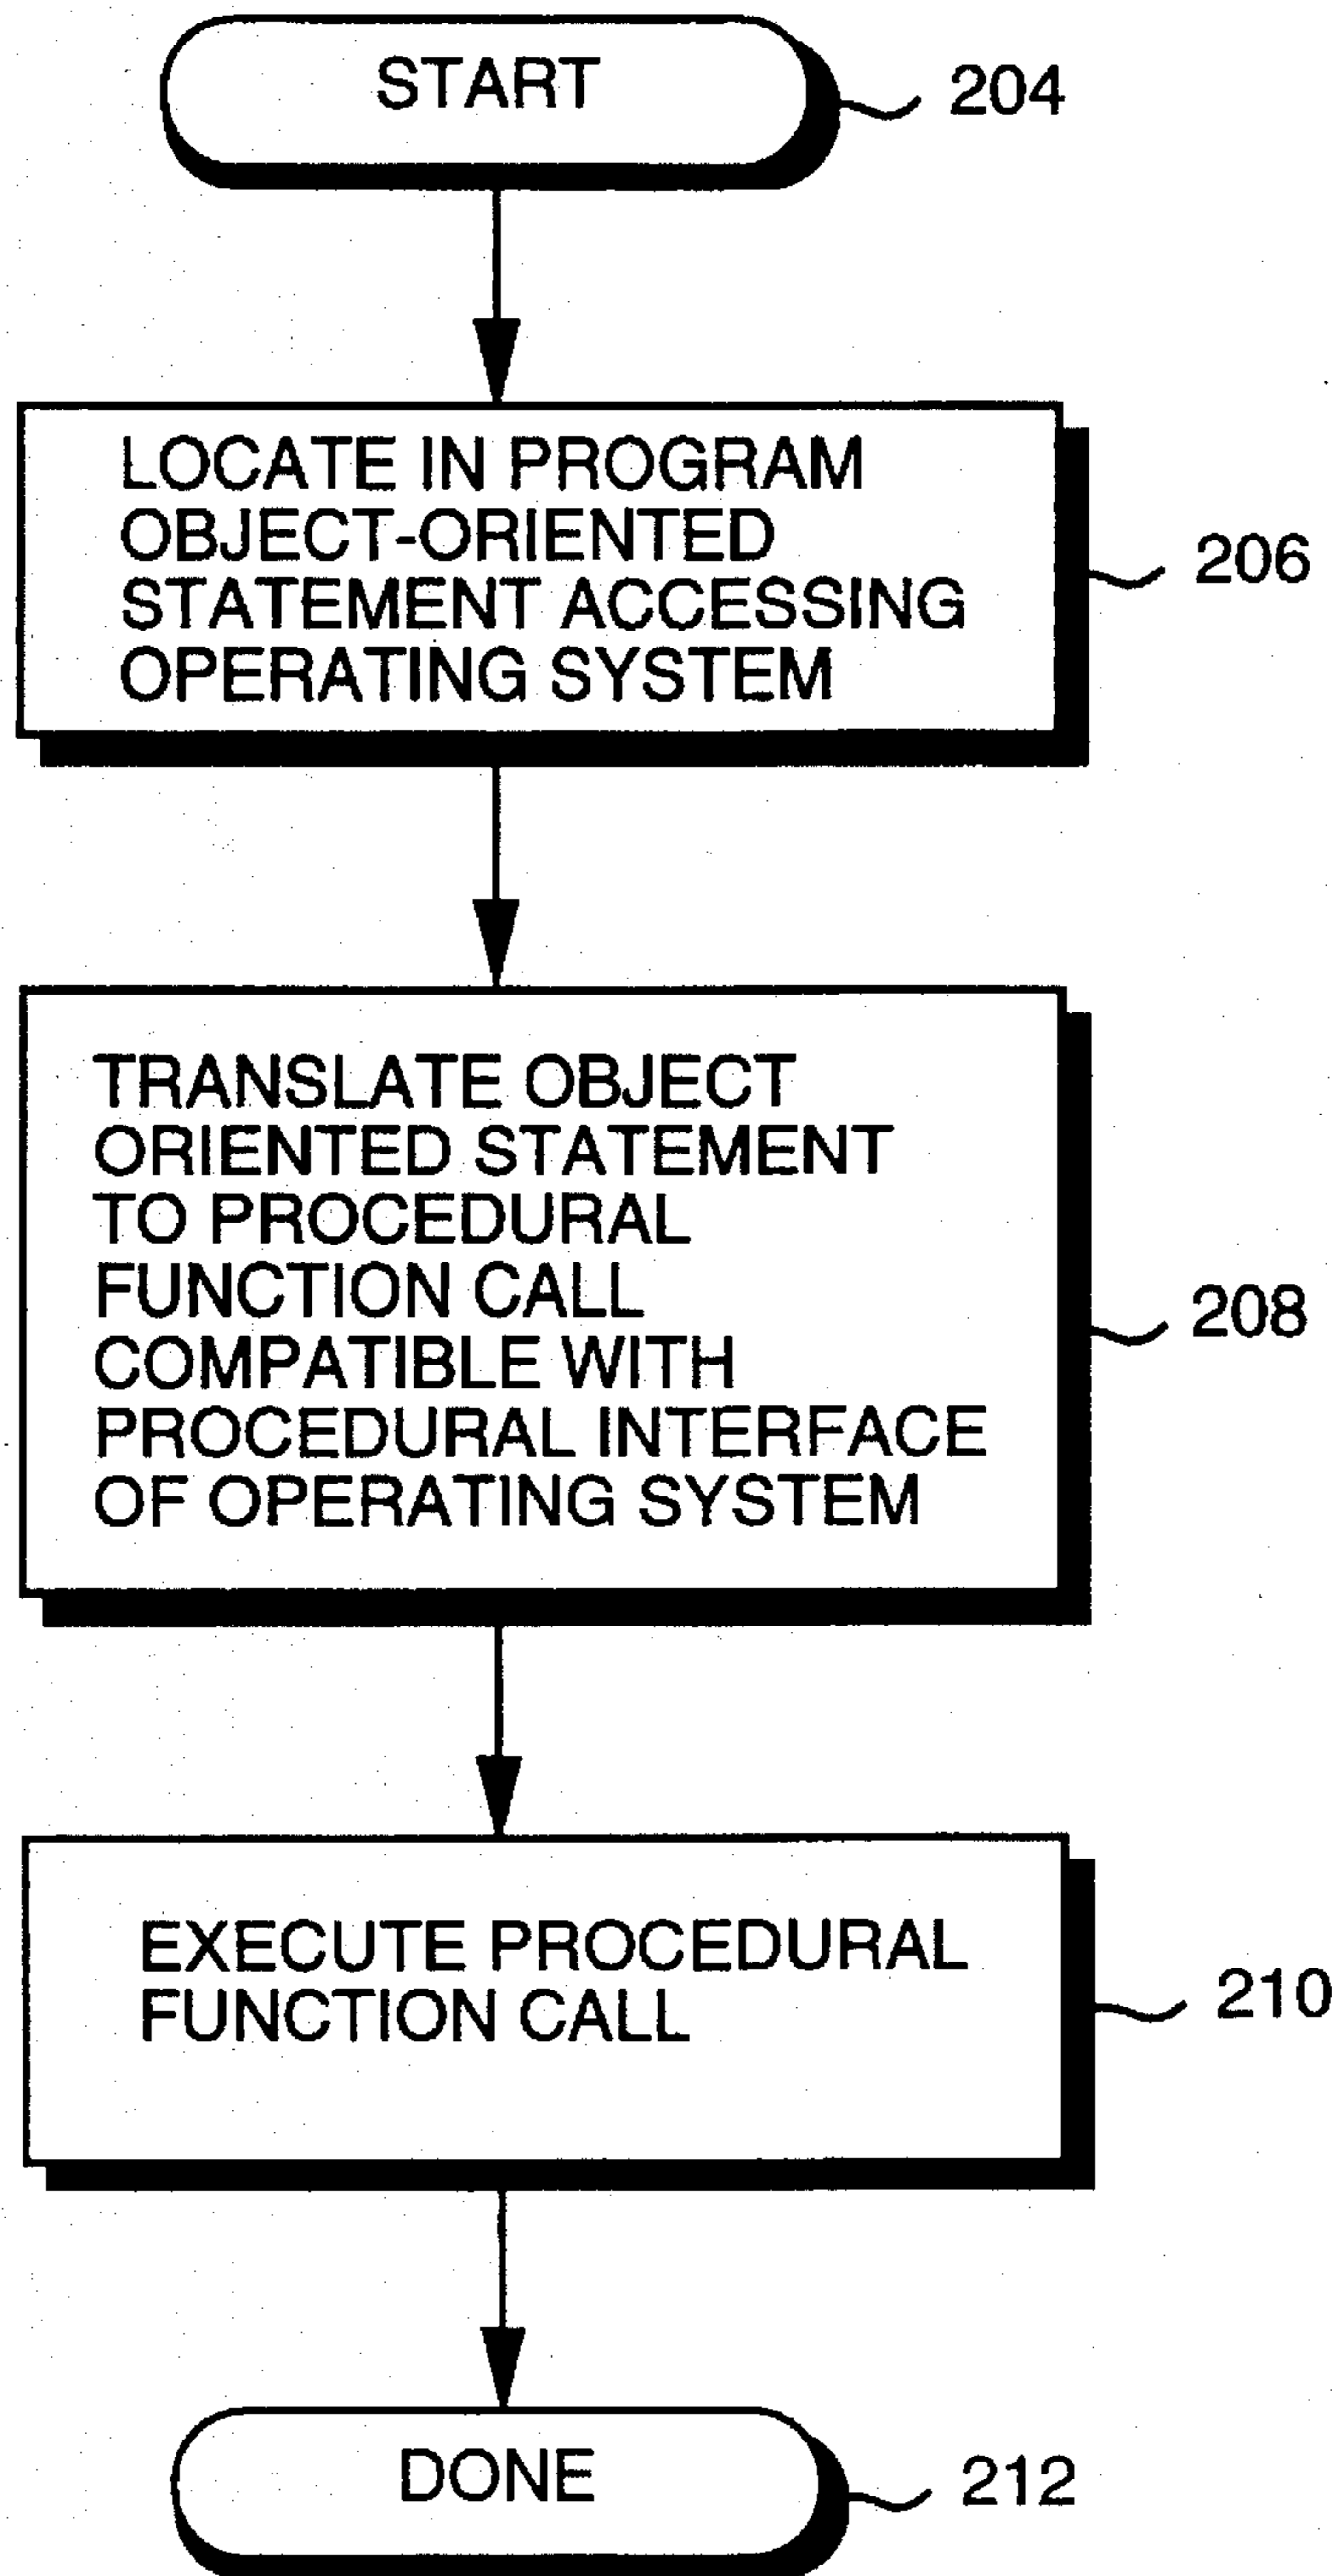 START
204
LOCATE IN PROGRAM
OBJECT-ORIENTED
STATEMENT ACCESSING
OPERATING SYSTEM
206
TRANSLATE OBJECT
ORIENTED STATEMENT
TO PROCEDURAL
FUNCTION CALL
COMPATIBLE WITH
PROCEDURAL INTERFACE
OF OPERATING SYSTEM
208
EXECUTE PROCEDURAL
FUNCTION CALL
210
DONE
212